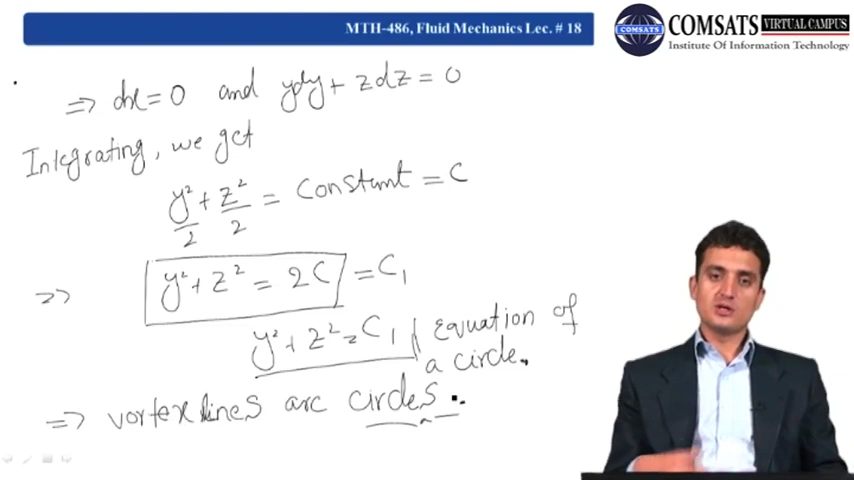 MTH-486, Fluid Mechanics Lec. # 18
COMSATS
COMSATS VIRTUAL CAMPUS
Institute Of Information Technology
⇒ dx = 0 and ydy + zdz = 0
Integrating, we get
y²/2 + z²/2 = Constant = C
⇒ y² + z² = 2C = C₁
y² + z² = C₁ Equation of
a circle.
⇒ vortex lines are circles.